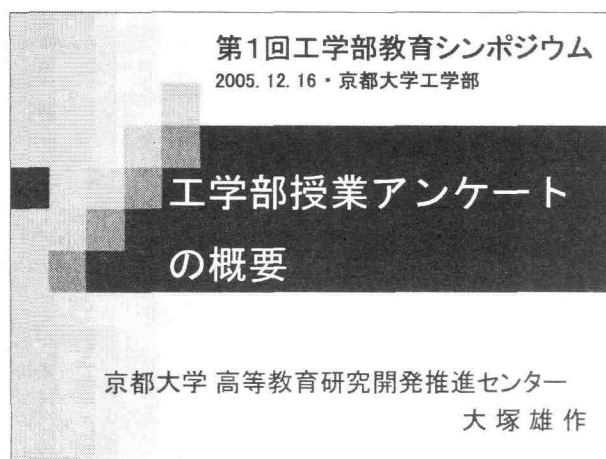 第1回工学部教育シンポジウム
2005.12.16・京都大学工学部
工学部授業アンケート
の概要
京都大学 高等教育研究開発推進センター
大塚雄作